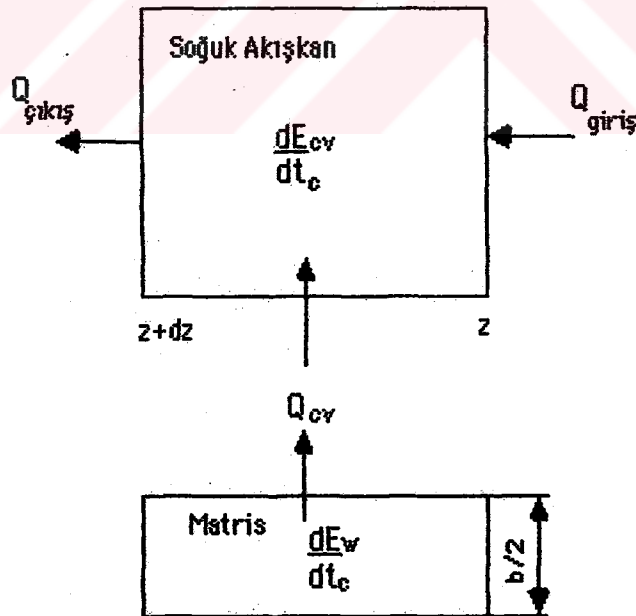 Soğuk Akışkan
Q çıkış
Q giriş
dE cv
dt c
z+dz
z
Q cv
Matris
dE w
dt c
b/2